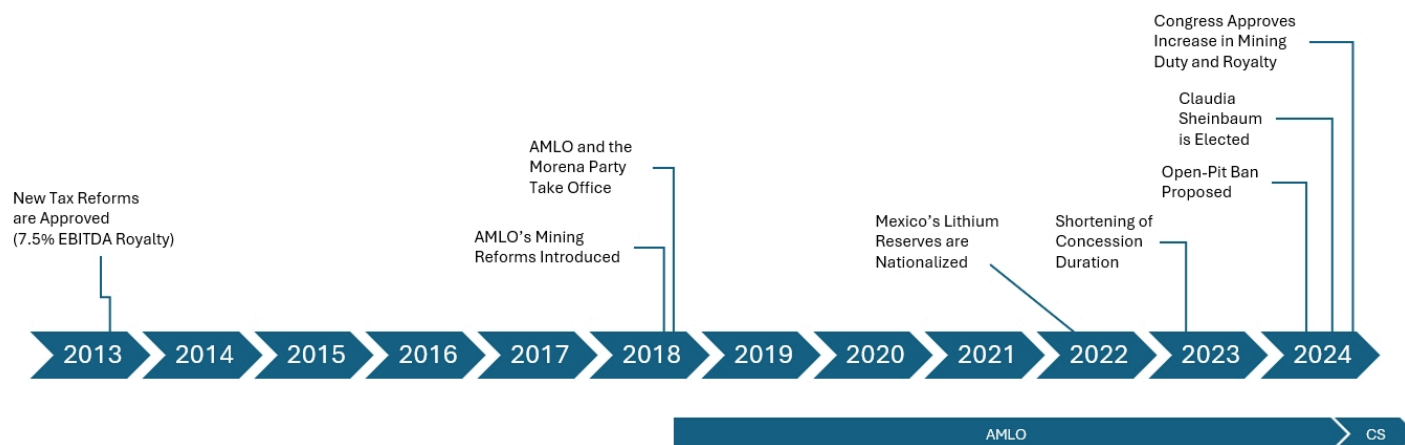 Congress Approves
Increase in Mining
Duty and Royalty
Claudia
Sheinbaum
is Elected
AMLO and the
Morena Party
Take Office
Open-Pit Ban
Proposed
New Tax Reforms
are Approved
(7.5% EBITDA Royalty)
AMLO's Mining
Reforms Introduced
Mexico's Lithium
Reserves are
Nationalized
Shortening of
Concession
Duration
2013
2014
2015
2016
2017
2018
2019
2020
2021
2022
2023
2024
AMLO
CS